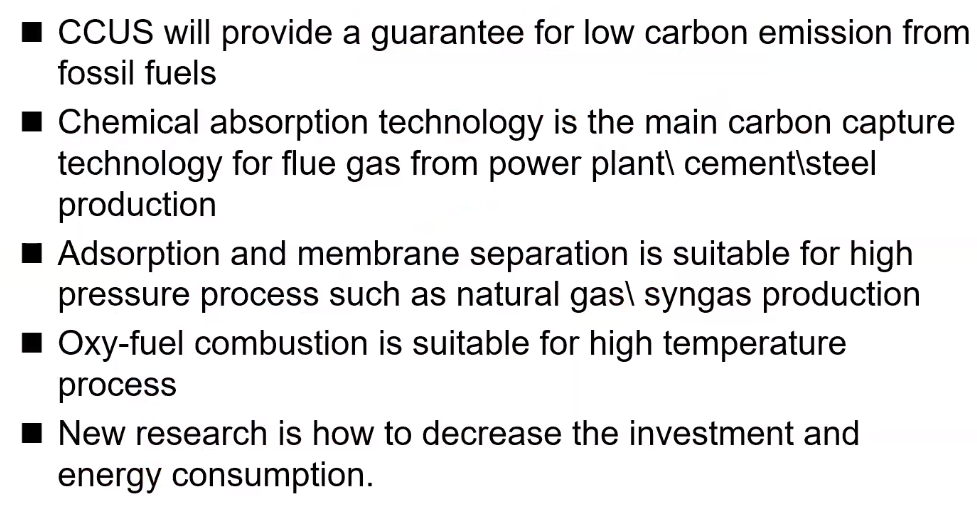 ■ CCUS will provide a guarantee for low carbon emission from
fossil fuels
■ Chemical absorption technology is the main carbon capture
technology for flue gas from power plant\ cement\steel
production
■ Adsorption and membrane separation is suitable for high
pressure process such as natural gas\ syngas production
■ Oxy-fuel combustion is suitable for high temperature
process
■ New research is how to decrease the investment and
energy consumption.